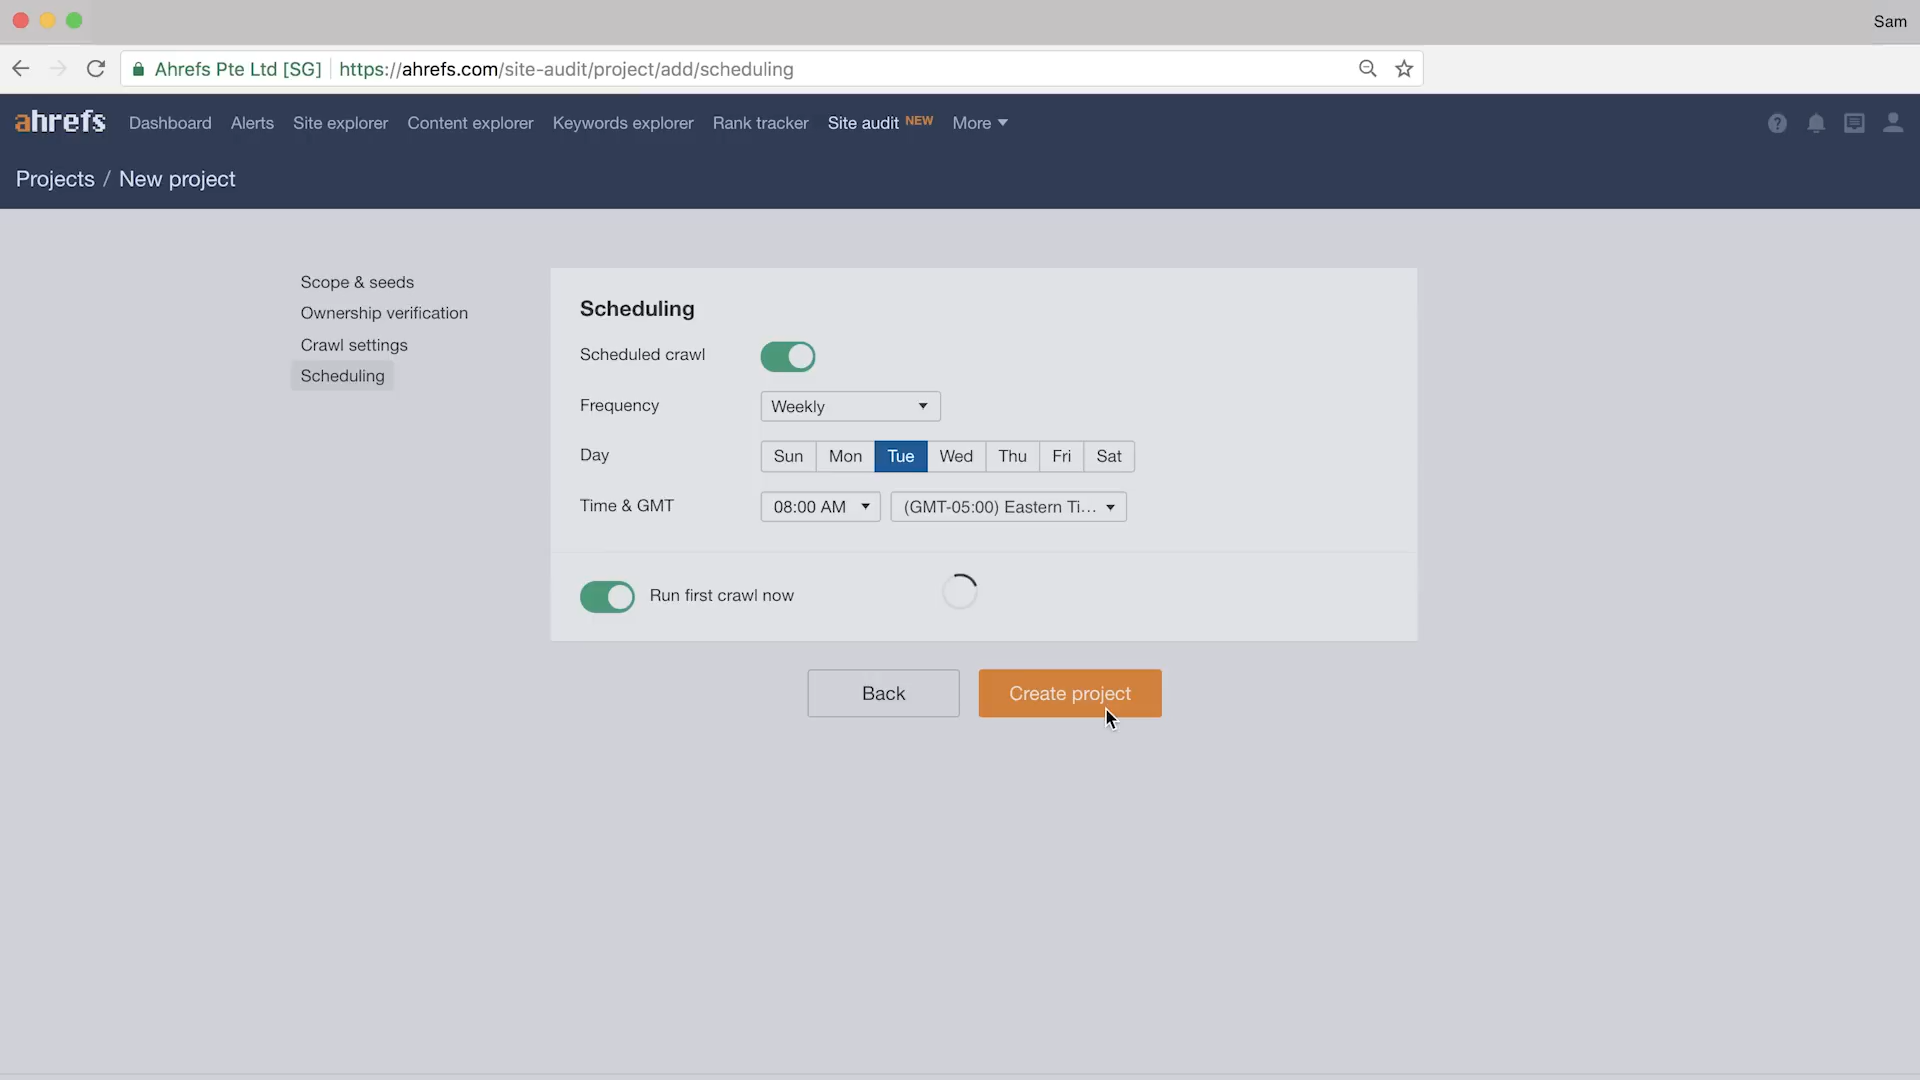 Sam
Ahrefs Pte Ltd [SG] https://ahrefs.com/site-audit/project/add/scheduling
ahrefs Dashboard Alerts Site explorer Content explorer Keywords explorer Rank tracker Site audit NEW More ?
Projects / New project
Scope & seeds
Ownership verification
Crawl settings
Scheduling
Scheduling
Scheduled crawl
Frequency Weekly
Day Sun Mon Tue Wed Thu Fri Sat
Time & GMT 08:00 AM (GMT-05:00) Eastern Ti...
Run first crawl now
Back Create project